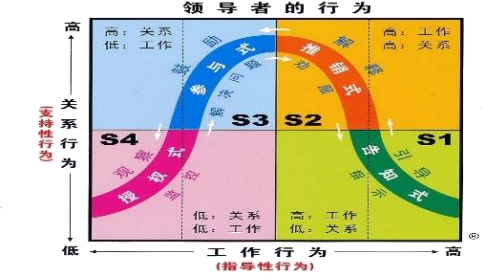 领导者的行为
高
高：关系
低：工作
鼓励
参与式
解决问题
S3
推销式
解释
劝服
高：工作
高：关系
S2
关系行为
(支持性行为)
S4
观察
授权式
监控
低：关系
低：工作
S1
引导
告知式
指示
高：工作
低：关系
®
低
工作行为
高
(指导性行为)